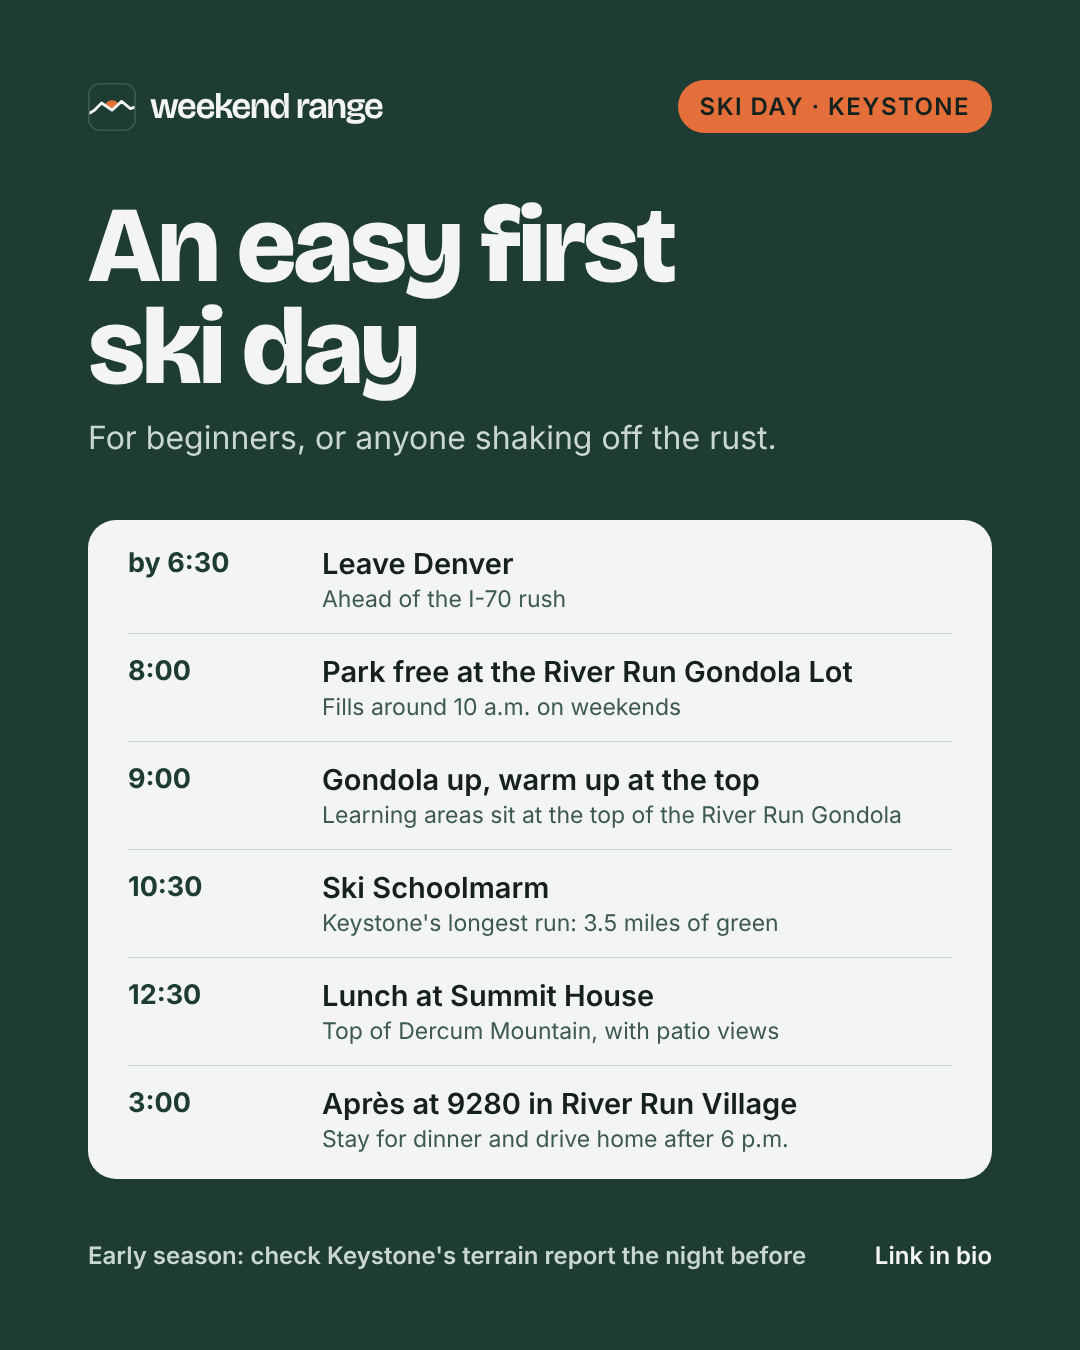 weekend range
SKI DAY · KEYSTONE
An easy first
ski day
For beginners, or anyone shaking off the rust.
by 6:30
Leave Denver
Ahead of the I-70 rush
8:00
Park free at the River Run Gondola Lot
Fills around 10 a.m. on weekends
9:00
Gondola up, warm up at the top
Learning areas sit at the top of the River Run Gondola
10:30
Ski Schoolmarm
Keystone's longest run: 3.5 miles of green
12:30
Lunch at Summit House
Top of Dercum Mountain, with patio views
3:00
Après at 9280 in River Run Village
Stay for dinner and drive home after 6 p.m.
Early season: check Keystone's terrain report the night before
Link in bio